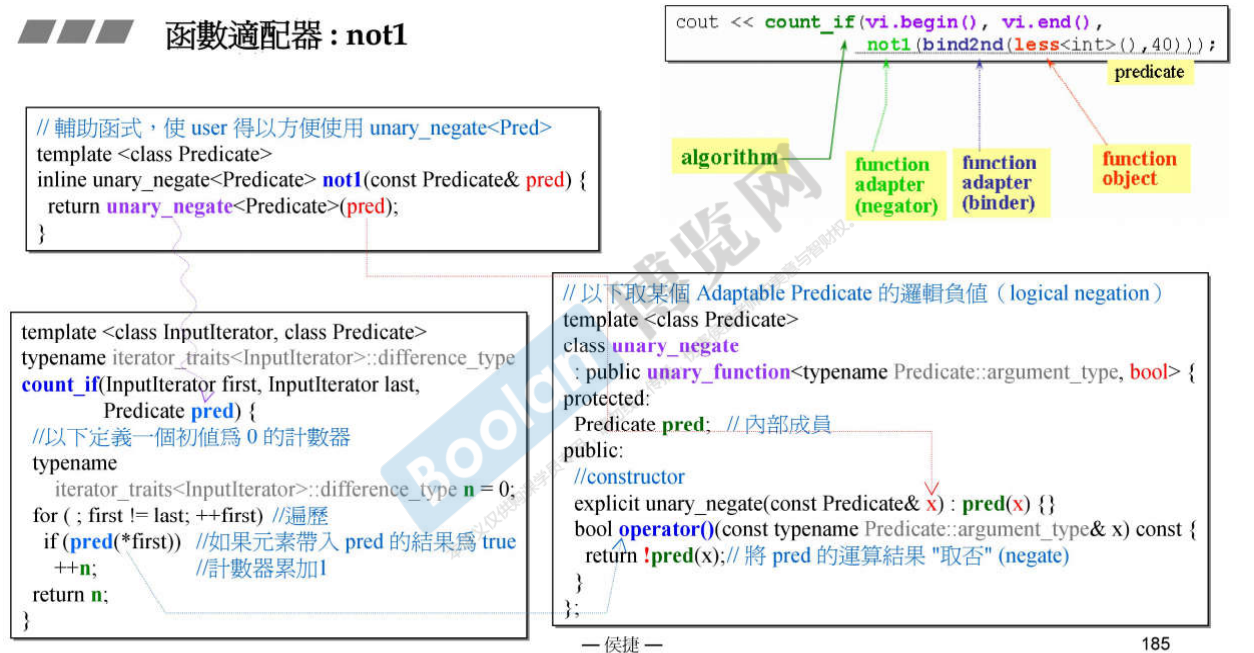 函數適配器 : not1
cout << count_if(vi.begin(), vi.end(),
not1(bind2nd(less<int>(),40)));
predicate
algorithm
function
adapter
(negator)
function
adapter
(binder)
function
object
// 輔助函式，使 user 得以方便使用 unary_negate<Pred>
template <class Predicate>
inline unary_negate<Predicate> not1(const Predicate& pred) {
return unary_negate<Predicate>(pred);
}
template <class InputIterator, class Predicate>
typename iterator_traits<InputIterator>::difference_type
count_if(InputIterator first, InputIterator last,
Predicate pred) {
//以下定義一個初值爲 0 的計數器
typename
iterator_traits<InputIterator>::difference_type n = 0;
for ( ; first != last; ++first) //遍歷
if (pred(*first)) //如果元素帶入 pred 的結果爲 true
++n; //計數器累加1
return n;
}
// 以下取某個 Adaptable Predicate 的邏輯負值（logical negation）
template <class Predicate>
class unary_negate
: public unary_function<typename Predicate::argument_type, bool> {
protected:
Predicate pred; // 內部成員
public:
//constructor
explicit unary_negate(const Predicate& x) : pred(x) {}
bool operator()(const typename Predicate::argument_type& x) const {
return !pred(x);// 將 pred 的運算結果 "取否" (negate)
}
};
Boolan 博览网
— 侯捷 —
185